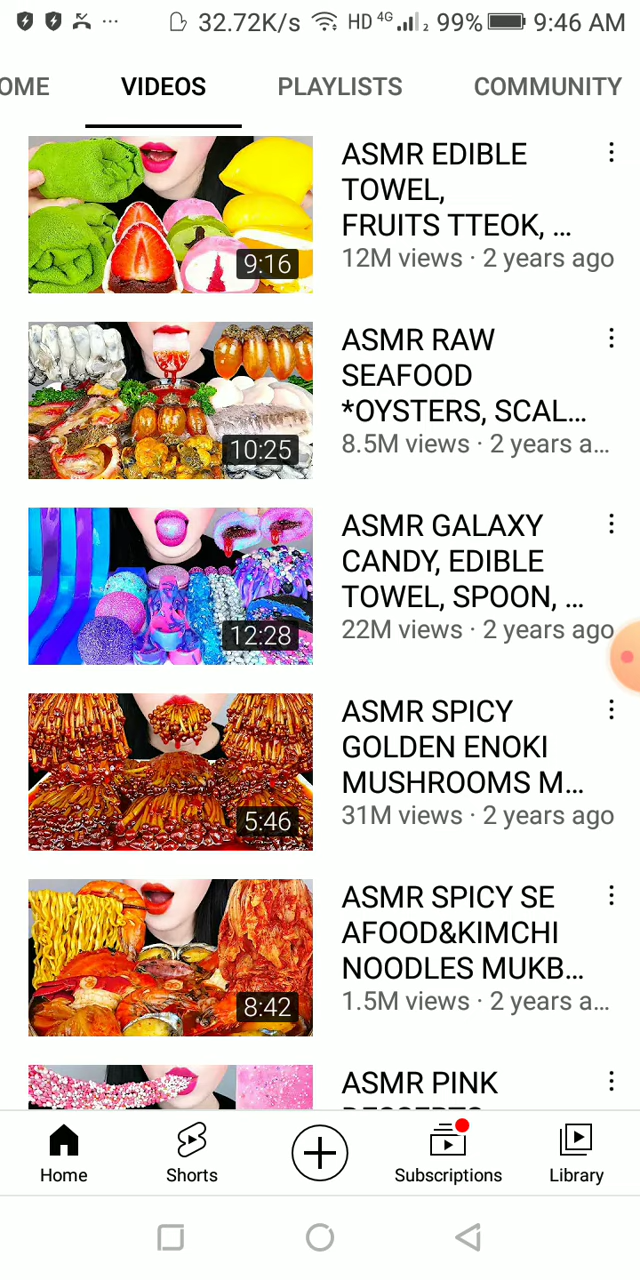 32.72K/s HD 4G 2 99% 9:46 AM
OME VIDEOS PLAYLISTS COMMUNITY
ASMR EDIBLE
TOWEL,
FRUITS TTEOK, ...
12M views · 2 years ago
9:16
ASMR RAW
SEAFOOD
*OYSTERS, SCAL...
8.5M views · 2 years a...
10:25
ASMR GALAXY
CANDY, EDIBLE
TOWEL, SPOON, ...
22M views · 2 years ago
12:28
ASMR SPICY
GOLDEN ENOKI
MUSHROOMS M...
31M views · 2 years ago
5:46
ASMR SPICY SE
AFOOD&KIMCHI
NOODLES MUKB...
1.5M views · 2 years a...
8:42
ASMR PINK
Home Shorts Subscriptions Library